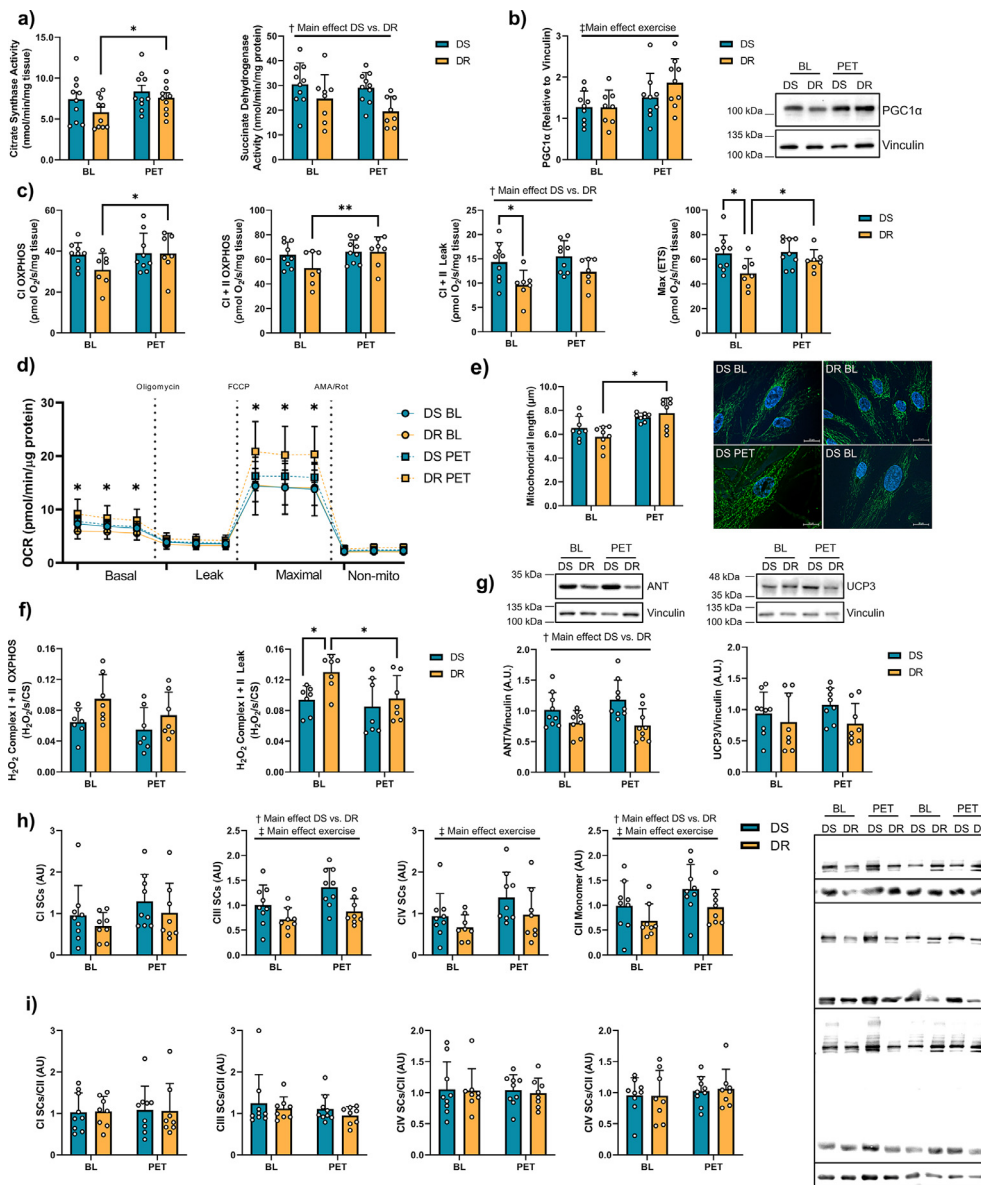 a)
Citrate Synthase Activity
(nmol/min/mg tissue)
15.0
10.0
5.0
0.0
*
BL
PET
Succinate Dehydrogenase
Activity (nmol/min/mg protein)
60
40
20
0
† Main effect DS vs. DR
BL
PET
DS
DR
b)
PGC1α (Relative to Vinculin)
4
3
2
1
0
‡Main effect exercise
BL
PET
BL
PET
DS DR DS DR
100 kDa
PGC1α
135 kDa
100 kDa
Vinculin
c)
CI OXPHOS
(pmol O₂/s/mg tissue)
80
60
40
20
0
*
BL
PET
CI + II OXPHOS
(pmol O₂/s/mg tissue)
150
100
50
0
**
BL
PET
† Main effect DS vs. DR
CI + II Leak
(pmol O₂/s/mg tissue)
25
20
15
10
5
0
*
BL
PET
Max (ETS)
(pmol O₂/s/mg tissue)
150
100
50
0
*
*
BL
PET
DS
DR
d)
Oligomycin
FCCP
AMA/Rot
OCR (pmol/min/µg protein)
30
20
10
0
* * *
* * *
Basal
Leak
Maximal
Non-mito
DS BL
DR BL
DS PET
DR PET
e)
Mitochondrial length (µm)
10.0
8.0
6.0
4.0
2.0
0.0
*
BL
PET
DS BL
DR BL
DS PET
DS BL
f)
H₂O₂ Complex I + II OXPHOS
(H₂O₂/s/CS)
0.16
0.12
0.08
0.04
0.00
BL
PET
H₂O₂ Complex I + II Leak
(H₂O₂/s/CS)
0.20
0.15
0.10
0.05
0.00
*
*
BL
PET
DS
DR
g)
BL
PET
DS DR DS DR
35 kDa
ANT
135 kDa
100 kDa
Vinculin
† Main effect DS vs. DR
ANT/Vinculin (A.U.)
2.0
1.5
1.0
0.5
0.0
BL
PET
BL
PET
DS DR DS DR
48 kDa
35 kDa
UCP3
135 kDa
100 kDa
Vinculin
UCP3/Vinculin (A.U.)
2.0
1.5
1.0
0.5
0.0
BL
PET
DS
DR
h)
CI SCs (AU)
3
2
1
0
BL
PET
† Main effect DS vs. DR
‡ Main effect exercise
CIII SCs (AU)
2.5
2.0
1.5
1.0
0.5
0.0
BL
PET
‡ Main effect exercise
CIV SCs (AU)
2.5
2.0
1.5
1.0
0.5
0.0
BL
PET
† Main effect DS vs. DR
‡ Main effect exercise
CII Monomer (AU)
2.5
2.0
1.5
1.0
0.5
0.0
BL
PET
DS
DR
BL PET BL PET
DS DR DS DR DS DR DS
i)
CI SCs/CII (AU)
3
2
1
0
BL
PET
CIII SCs/CII (AU)
3
2
1
0
BL
PET
CIV SCs/CII (AU)
2.0
1.5
1.0
0.5
0.0
BL
PET
CIV SCs/CII (AU)
2.0
1.5
1.0
0.5
0.0
BL
PET